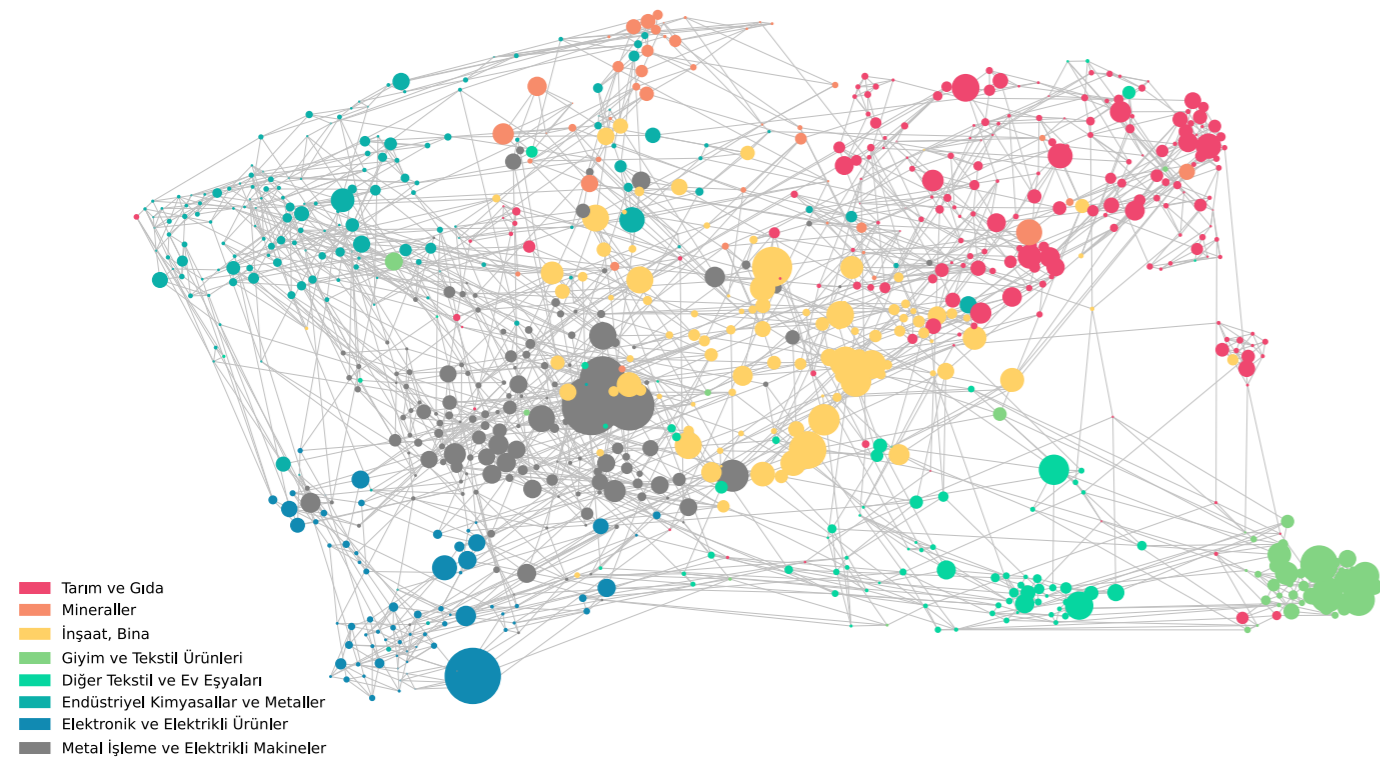 Tarım ve Gıda
Mineraller
İnşaat, Bina
Giyim ve Tekstil Ürünleri
Diğer Tekstil ve Ev Eşyaları
Endüstriyel Kimyasallar ve Metaller
Elektronik ve Elektrikli Ürünler
Metal İşleme ve Elektrikli Makineler